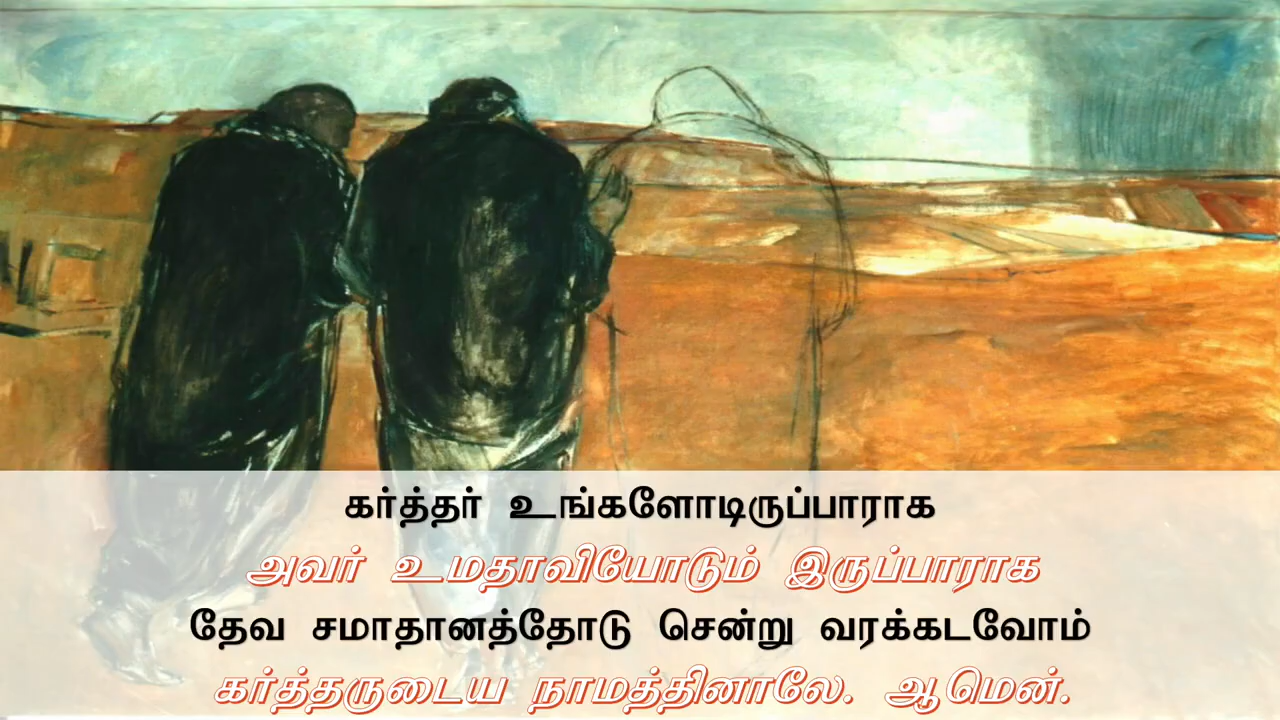 கர்த்தர் உங்களோடிருப்பாராக
அவர் உமதாவியோடும் இருப்பாராக
தேவ சமாதானத்தோடு சென்று வரக்கடவோம்
கர்த்தருடைய நாமத்தினாலே. ஆமென்.